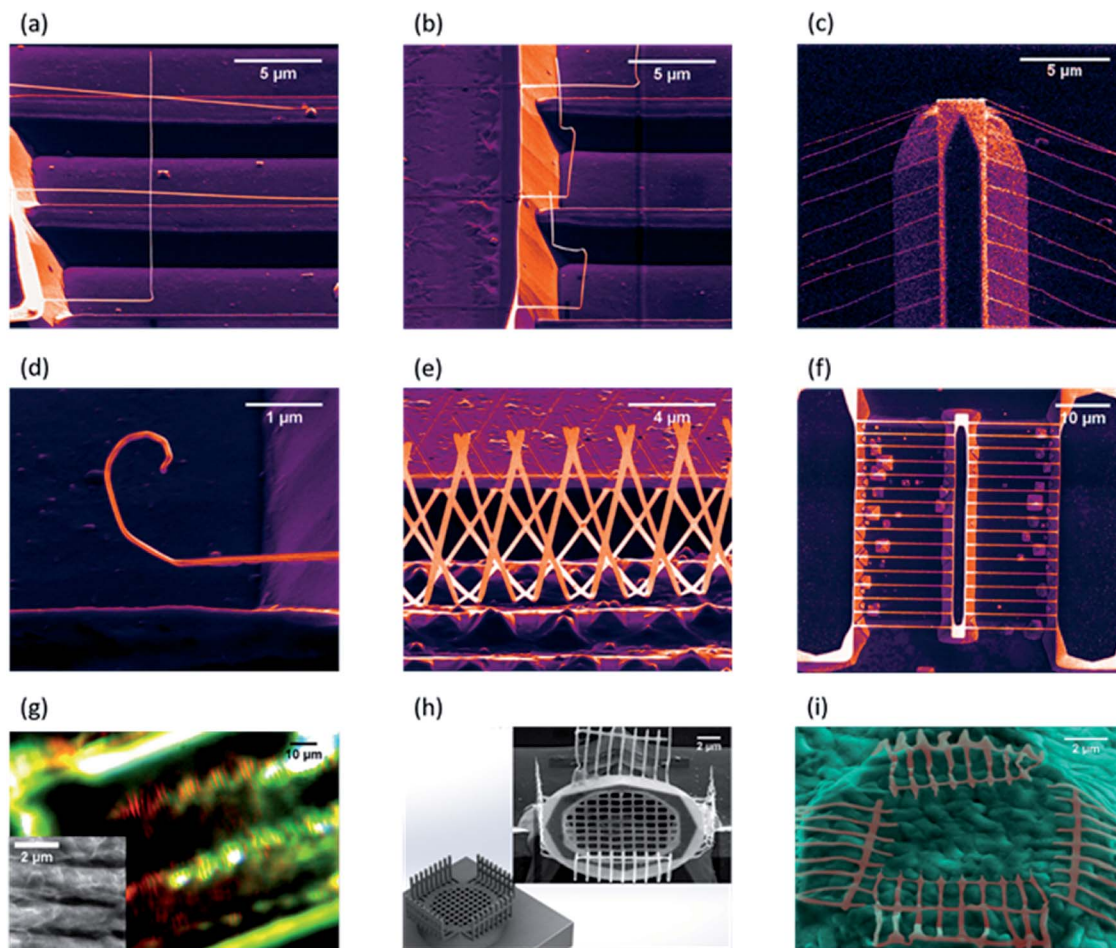 (a)
(b)
(c)
5 µm
5 µm
5 µm
(d)
(e)
(f)
1 µm
4 µm
10 µm
(g)
(h)
(i)
10 µm
2 µm
2 µm
2 µm